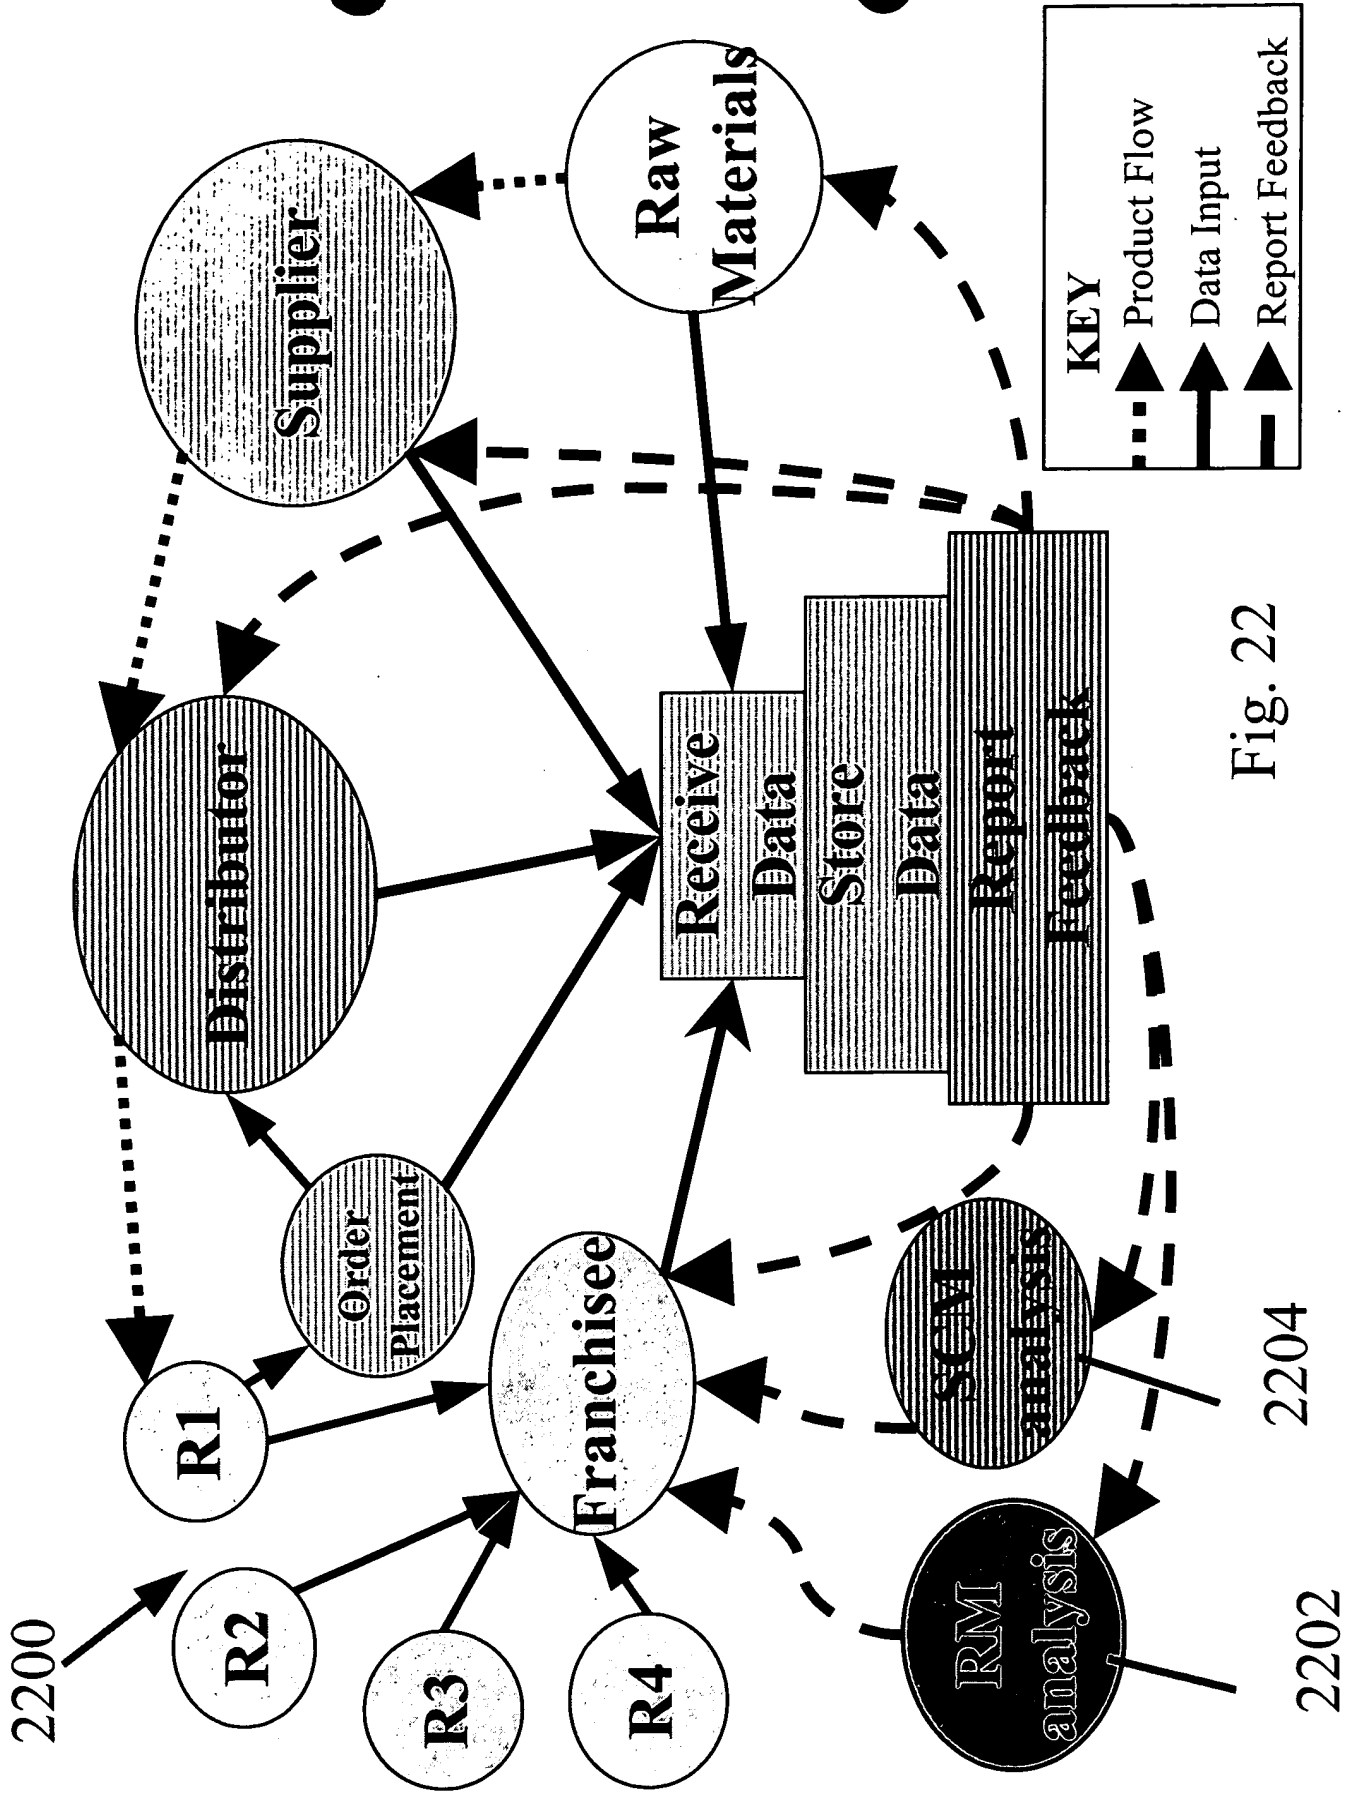 2200
R1
R2
R3
R4
Order
Placement
Franchisee
Distributor
Supplier
Raw
Materials
Receive
Data
Store
Data
Report
Feedback
SCM
analysis
RM
analysis
2202
2204
KEY
Product Flow
Data Input
Report Feedback
Fig. 22